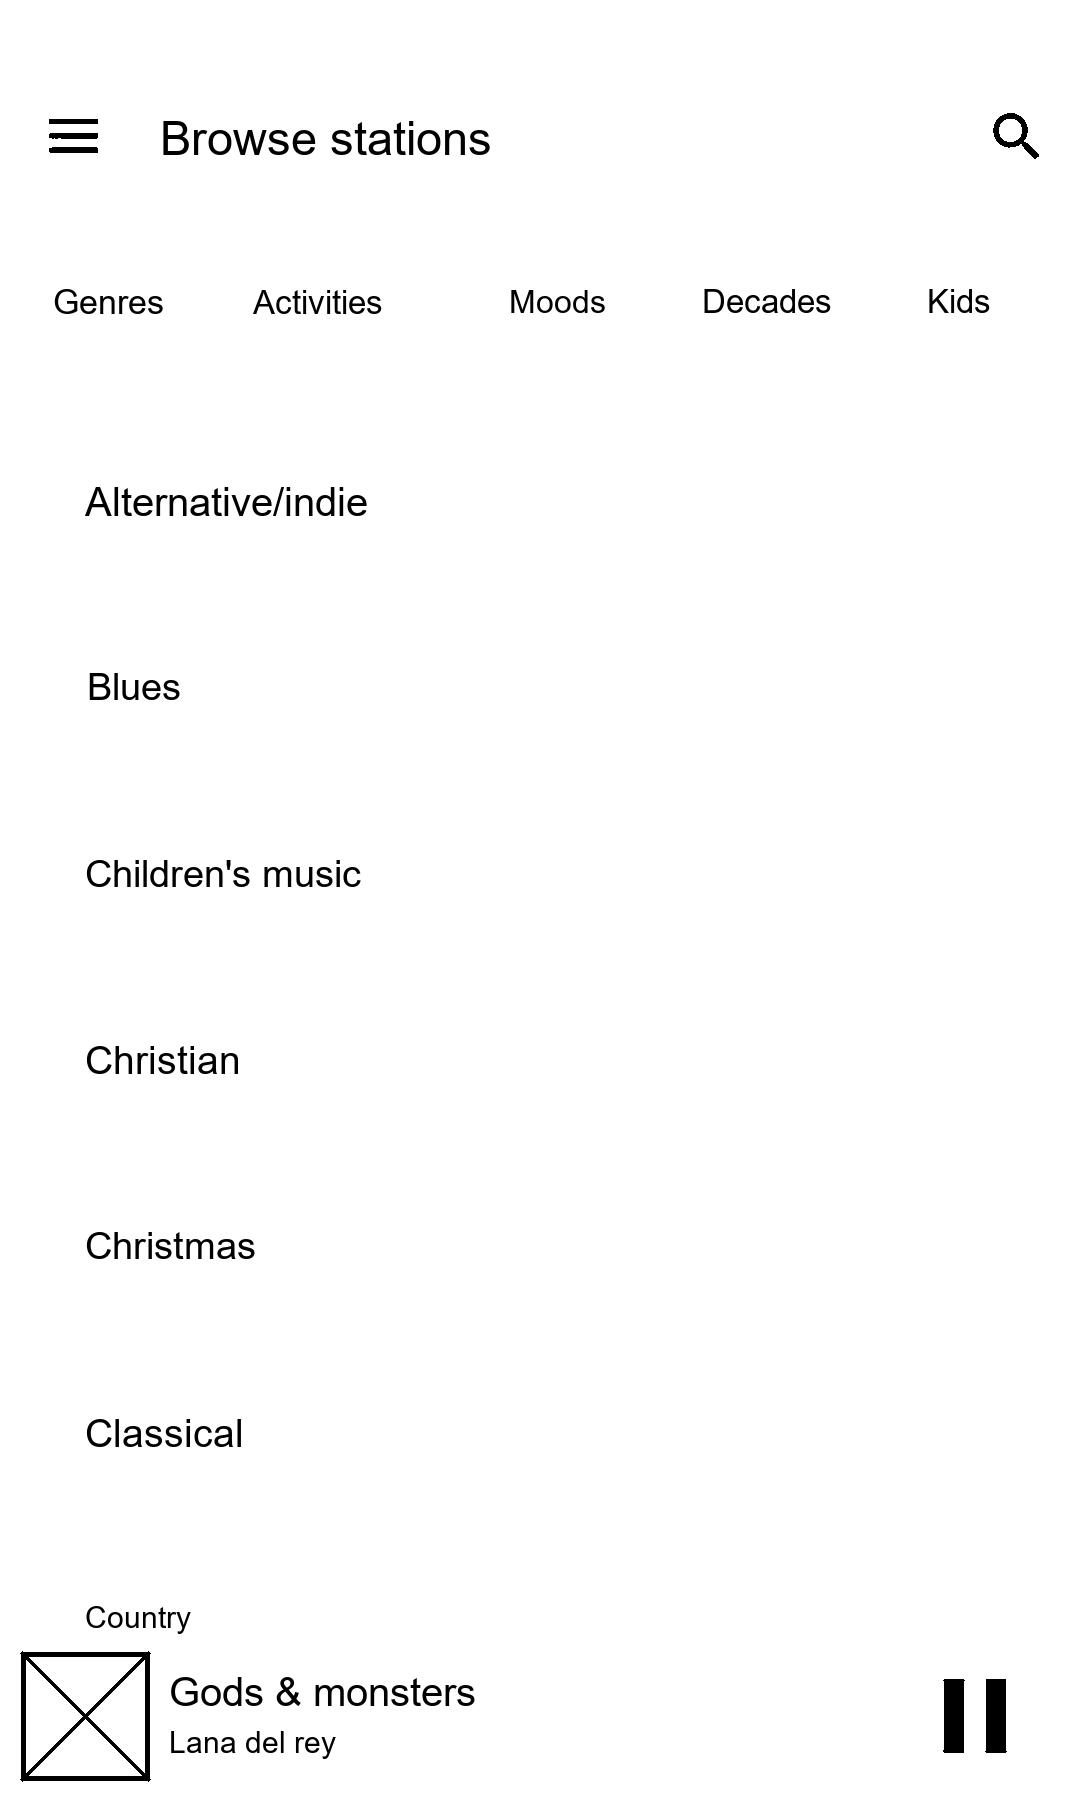 Browse stations
Genres Activities Moods Decades Kids
Alternative/indie
Blues
Children's music
Christian
Christmas
Classical
Country
Gods & monsters
Lana del rey